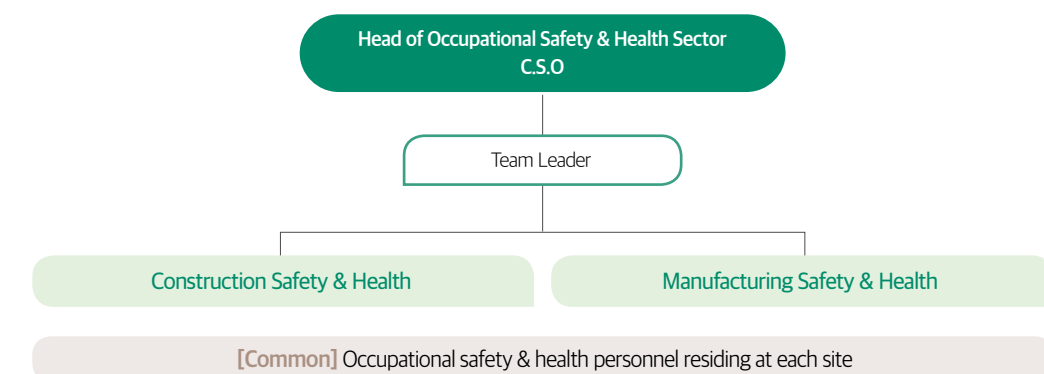 Head of Occupational Safety & Health Sector
C.S.O
Team Leader
Construction Safety & Health
Manufacturing Safety & Health
[Common] Occupational safety & health personnel residing at each site